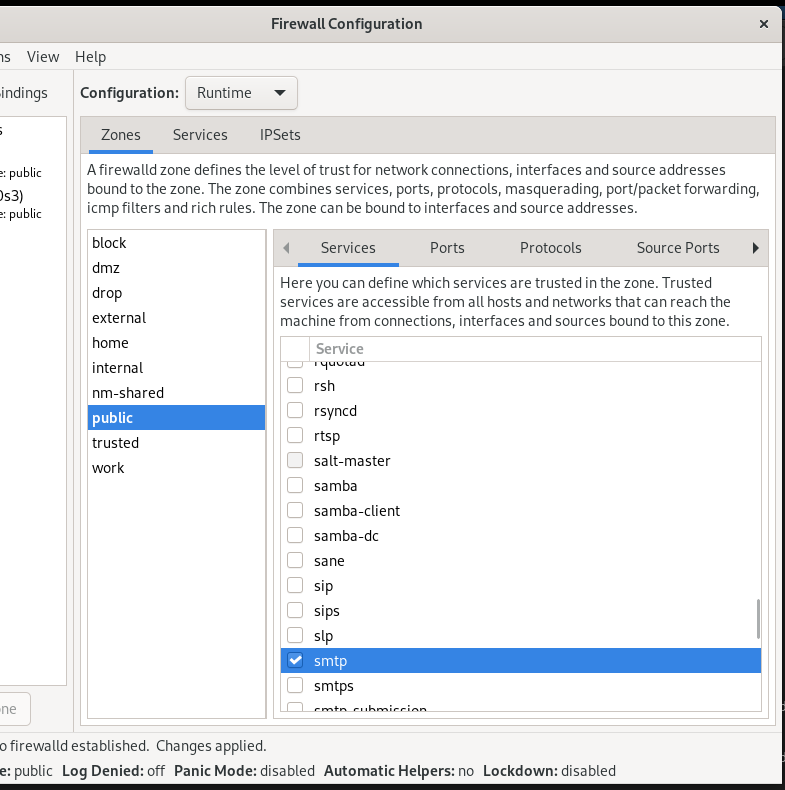 Firewall Configuration
View Help
Configuration: Runtime
Zones Services IPSets
A firewalld zone defines the level of trust for network connections, interfaces and source addresses
bound to the zone. The zone combines services, ports, protocols, masquerading, port/packet forwarding,
icmp filters and rich rules. The zone can be bound to interfaces and source addresses.
: public
0s3)
: public
block
dmz
drop
external
home
internal
nm-shared
public
trusted
work
Services Ports Protocols Source Ports
Here you can define which services are trusted in the zone. Trusted
services are accessible from all hosts and networks that can reach the
machine from connections, interfaces and sources bound to this zone.
Service
rquotad
rsh
rsyncd
rtsp
salt-master
samba
samba-client
samba-dc
sane
sip
sips
slp
smtp
smtps
smtp-submission
o firewalld established. Changes applied.
e: public Log Denied: off Panic Mode: disabled Automatic Helpers: no Lockdown: disabled